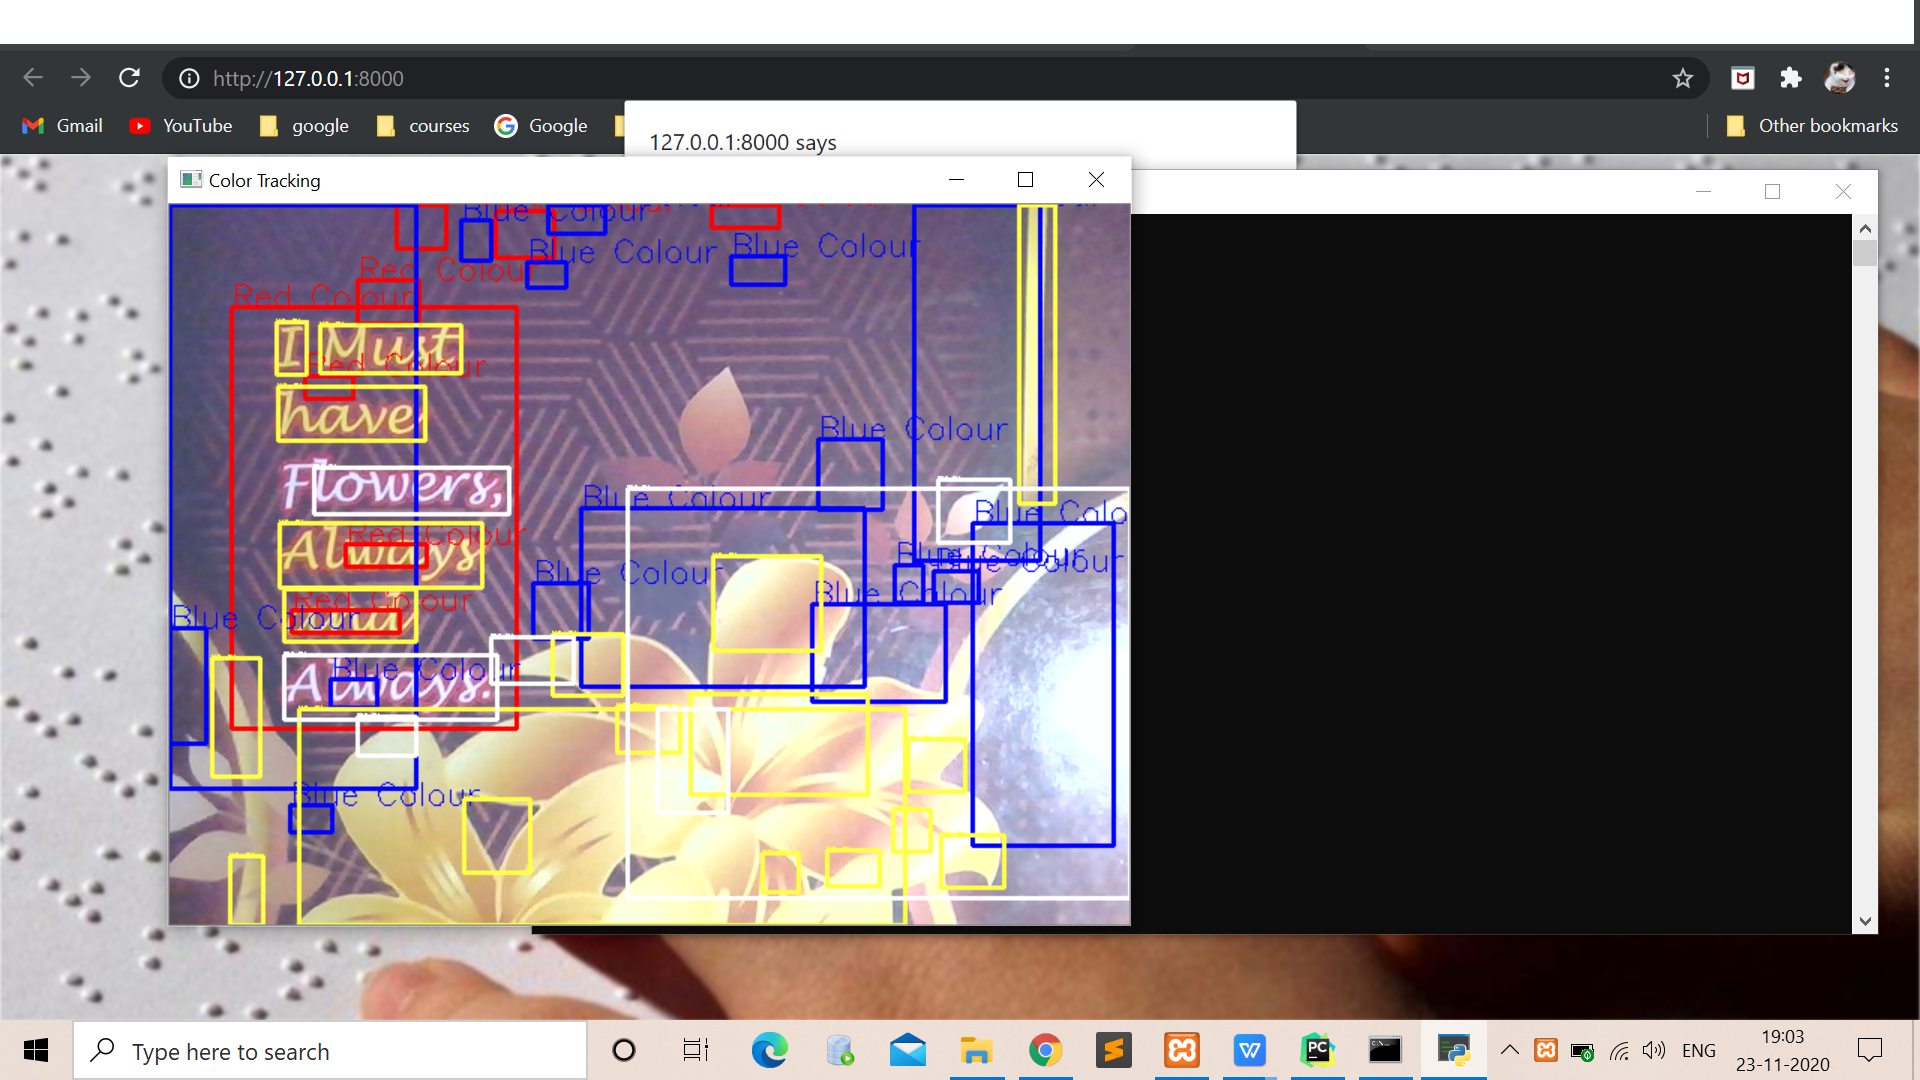 http://127.0.0.1:8000
Gmail
YouTube
google
courses
Google
Other bookmarks
127.0.0.1:8000 says
Color Tracking
Blue Colour
Blue Colour
Blue Colour
Red Colour
Red Colour
I Must
Red Colour
have
Blue Colour
Flowers,
Blue Colour
Blue Colo
Always
Red Colour
Blue Colour
Blue Colour
Blue Colour
Blue Colour
Red Colour
Blue Colour
Always.
Blue Colour
Blue Colour
Type here to search
W
PC
ENG
19:03
23-11-2020